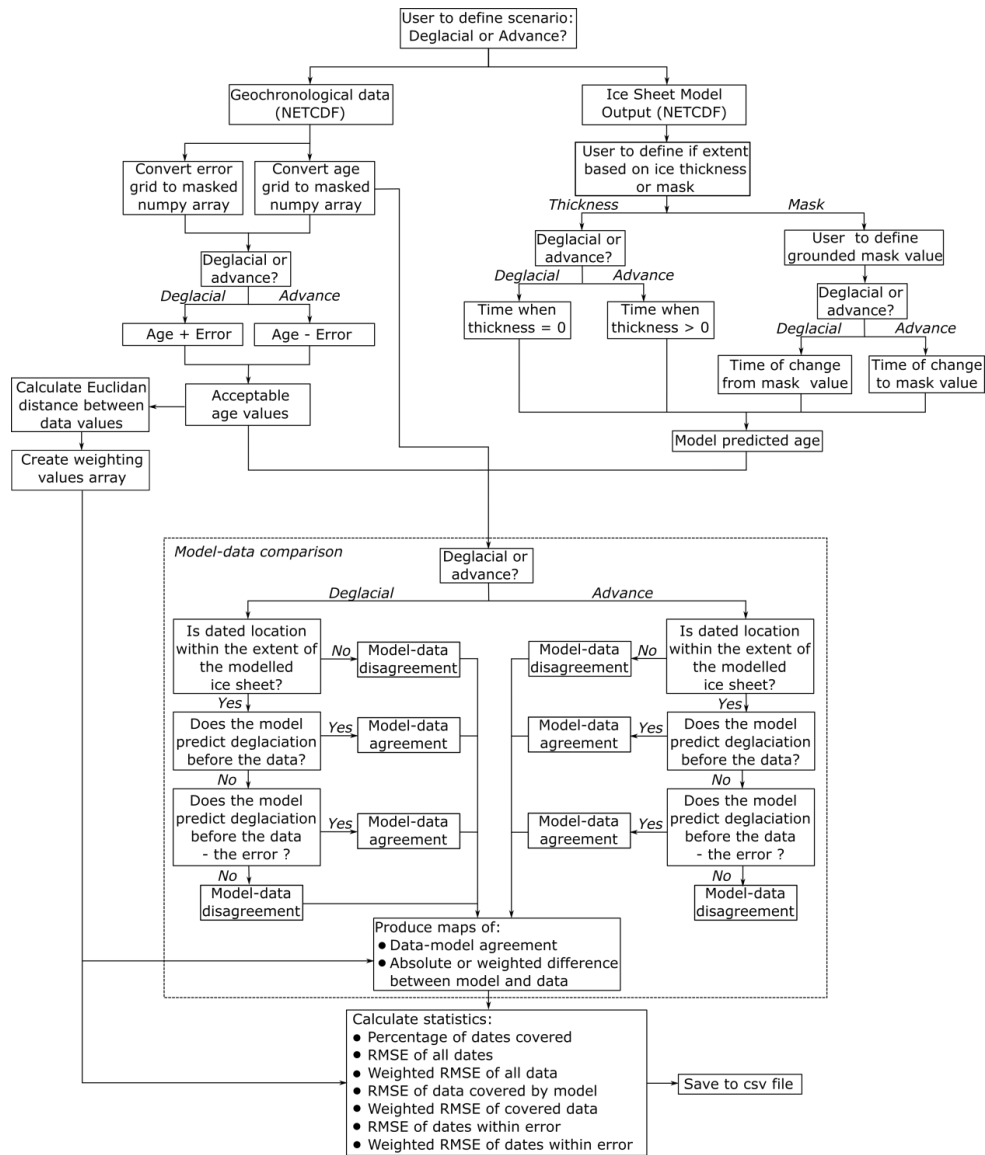 User to define scenario:
Deglacial or Advance?
Geochronological data
(NETCDF)
Ice Sheet Model
Output (NETCDF)
Convert error
grid to masked
numpy array
Convert age
grid to masked
numpy array
User to define if extent
based on ice thickness
or mask
Thickness
Mask
Deglacial or
advance?
Deglacial
Advance
Age + Error
Age - Error
Deglacial or
advance?
Deglacial
Advance
Time when
thickness = 0
Time when
thickness > 0
User to define
grounded mask value
Deglacial or
advance?
Deglacial
Advance
Time of change
from mask value
Time of change
to mask value
Calculate Euclidan
distance between
data values
Acceptable
age values
Create weighting
values array
Model predicted age
Model-data comparison
Deglacial or
advance?
Deglacial
Advance
Is dated location
within the extent of
the modelled
ice sheet?
No
Model-data
disagreement
Yes
Does the model
predict deglaciation
before the data?
Yes
Model-data
agreement
No
Does the model
predict deglaciation
before the data
- the error ?
Yes
Model-data
agreement
No
Model-data
disagreement
Model-data
disagreement
No
Is dated location
within the extent of
the modelled
ice sheet?
Yes
Model-data
agreement
Yes
Does the model
predict deglaciation
before the data?
No
Model-data
agreement
Yes
Does the model
predict deglaciation
before the data
- the error ?
No
Model-data
disagreement
Produce maps of:
● Data-model agreement
● Absolute or weighted difference
between model and data
Calculate statistics:
● Percentage of dates covered
● RMSE of all dates
● Weighted RMSE of all data
● RMSE of data covered by model
● Weighted RMSE of covered data
● RMSE of dates within error
● Weighted RMSE of dates within error
Save to csv file